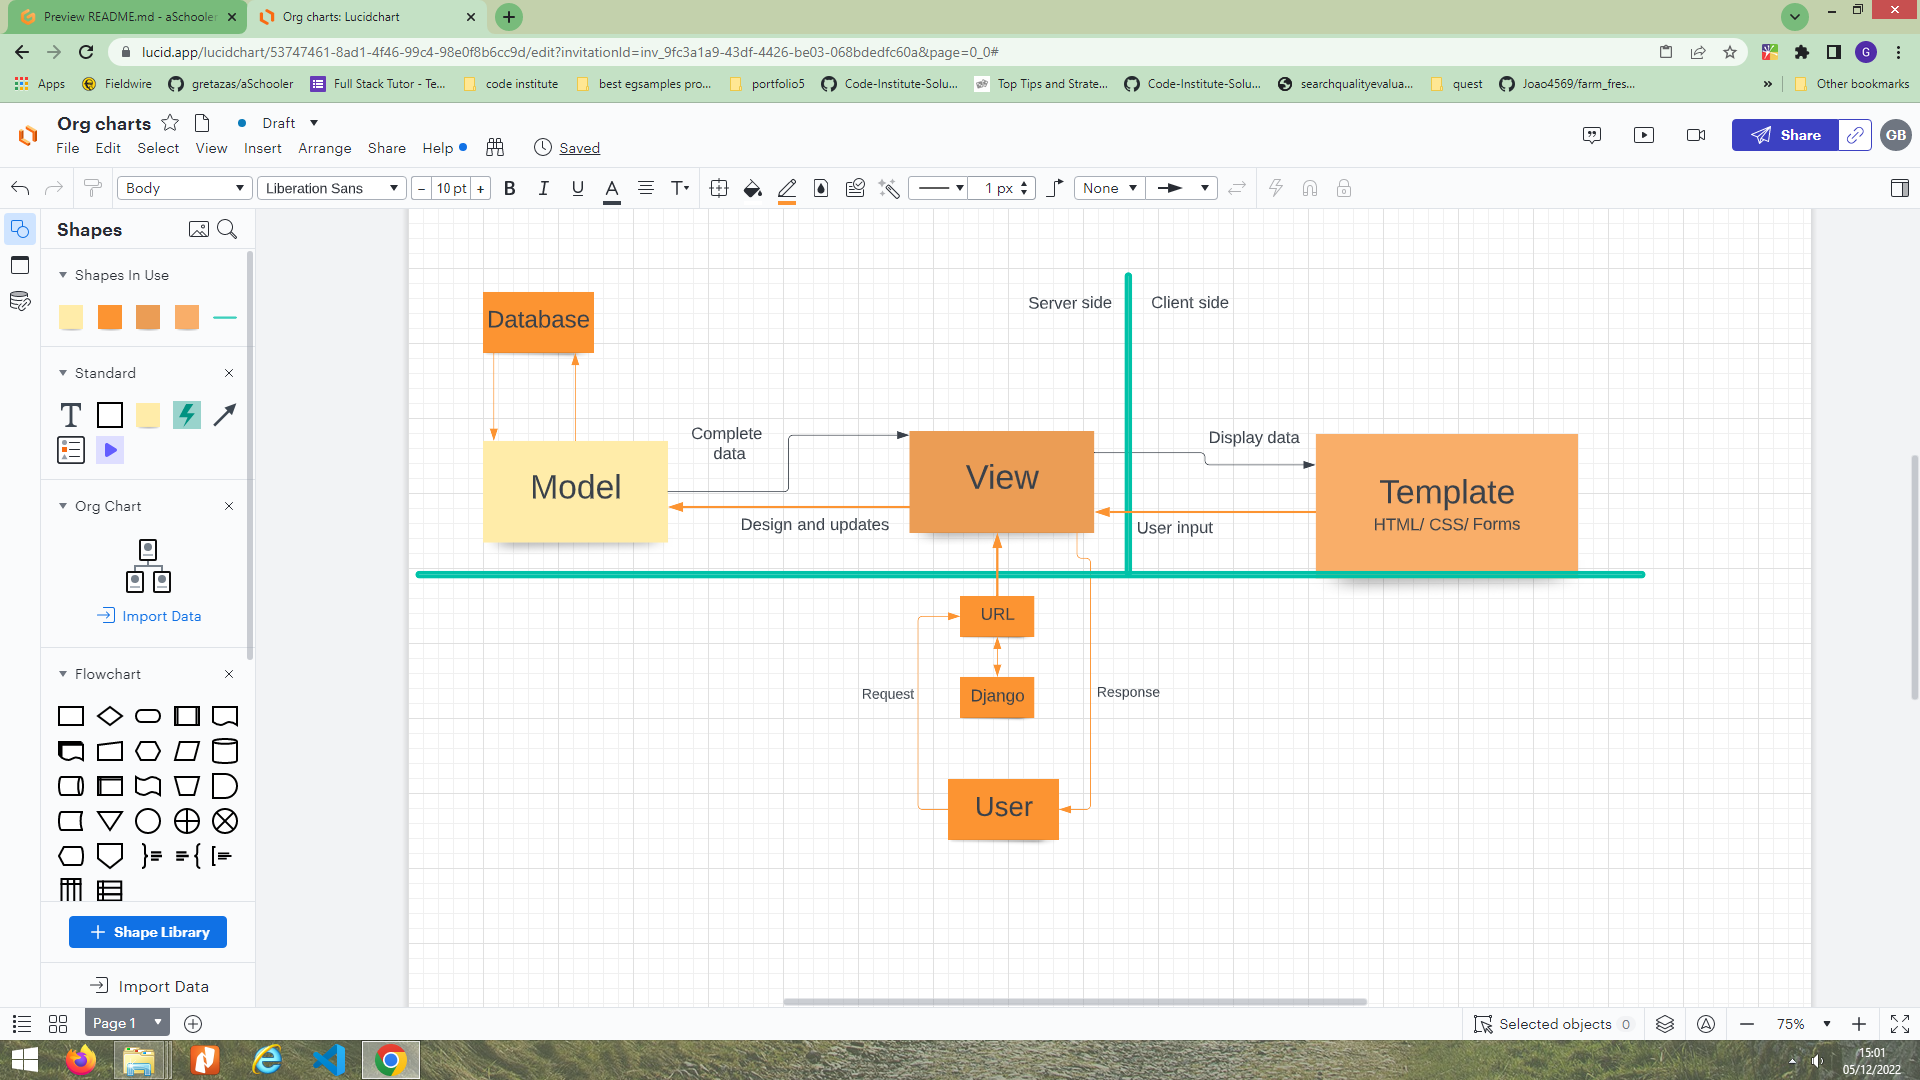 Preview README.md - aSchooler
Org charts: Lucidchart
lucid.app/lucidchart/53747461-8ad1-4f46-99c4-98e0f8b6cc9d/edit?invitationId=inv_9fc3a1a9-43df-4426-be03-068bdedfc60a&page=0_0#
G
Apps
Fieldwire
gretazas/aSchooler
Full Stack Tutor - Te...
code institute
best egsamples pro...
portfolio5
Code-Institute-Solu...
Top Tips and Strate...
Code-Institute-Solu...
searchqualityevalua...
quest
Joao4569/farm_fres...
»
Other bookmarks
Org charts
Draft
File Edit Select View Insert Arrange Share Help
Saved
Share
GB
Body
Liberation Sans
− 10 pt +
B I U A T
1 px
None
Shapes
Shapes In Use
Standard
T
Org Chart
Import Data
Flowchart
Shape Library
Import Data
Database
Server side
Client side
Complete
data
Display data
Model
View
Template
HTML/ CSS/ Forms
Design and updates
User input
URL
Django
Request
Response
User
Page 1
Selected objects 0
75%
15:01
05/12/2022